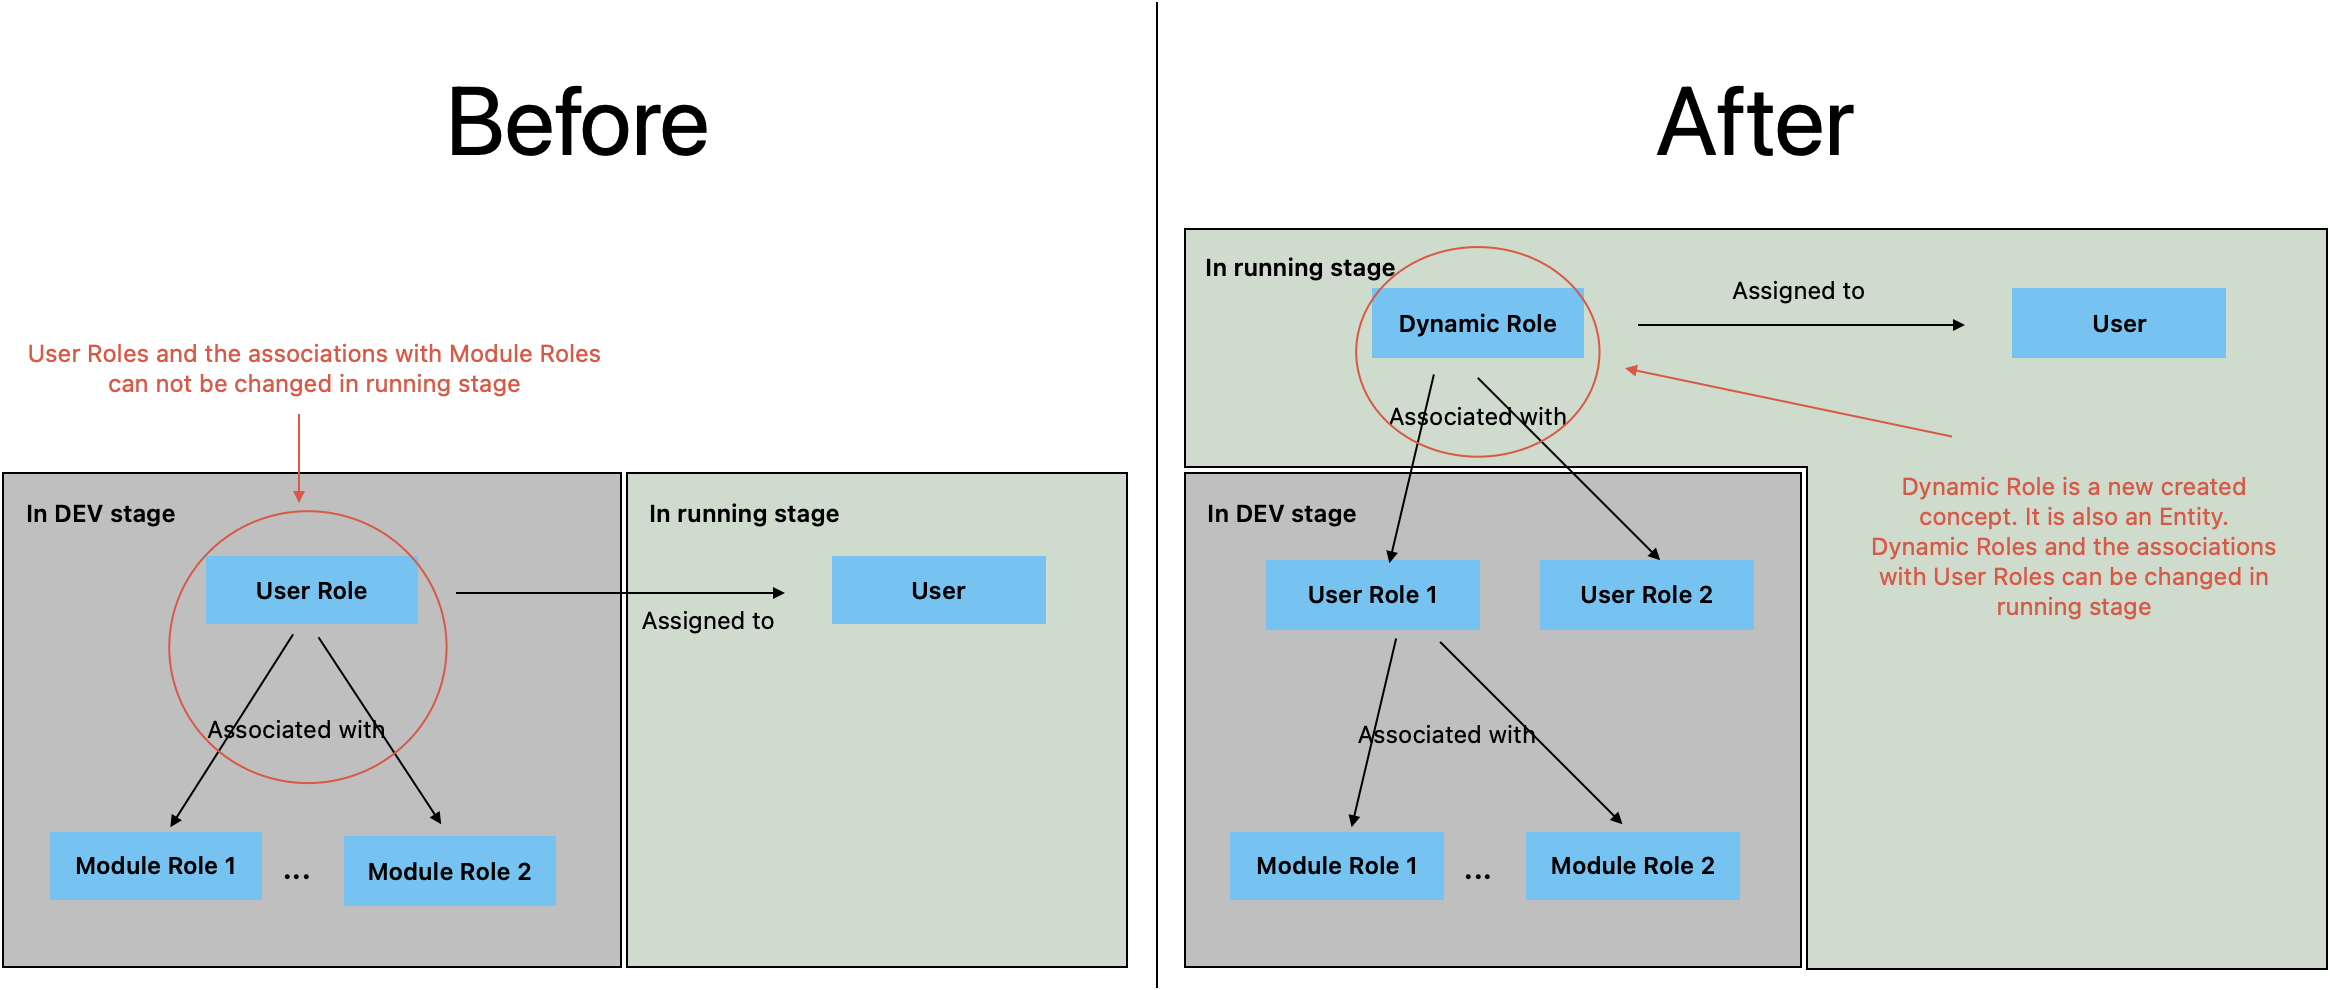 Before
User Roles and the associations with Module Roles
can not be changed in running stage
In DEV stage
User Role
Associated with
Module Role 1
...
Module Role 2
In running stage
Assigned to
User
After
In running stage
Dynamic Role
Assigned to
User
Associated with
Dynamic Role is a new created
concept. It is also an Entity.
Dynamic Roles and the associations
with User Roles can be changed in
running stage
In DEV stage
User Role 1
User Role 2
Associated with
Module Role 1
...
Module Role 2